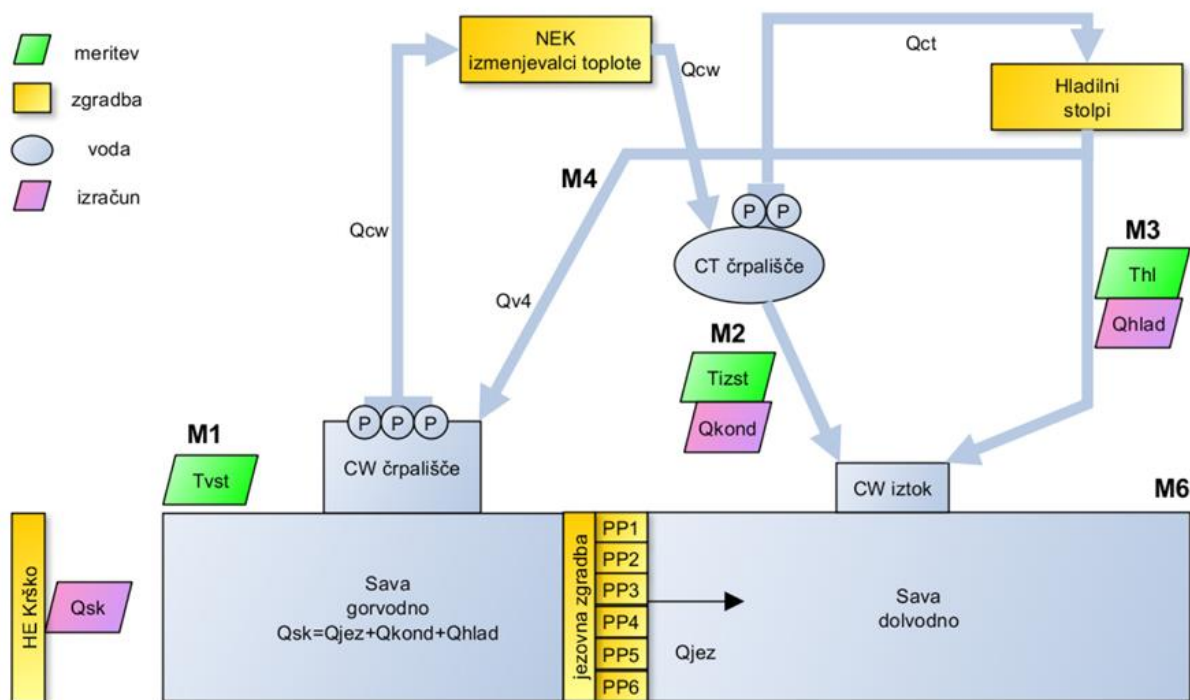 meritev
zgradba
voda
izračun
NEK
izmenjevalci toplote
Qct
Qcw
Hladilni
stolpi
M4
Qcw
P P
CT črpališče
M3
Thl
Qhlad
Qv4
M2
Tizst
Qkond
P P P
CW črpališče
M1
Tvst
CW iztok
M6
HE Krško
Qsk
Sava
gorvodno
Qsk=Qjez+Qkond+Qhlad
jezovna zgradba
PP1
PP2
PP3
PP4
PP5
PP6
Qjez
Sava
dolvodno